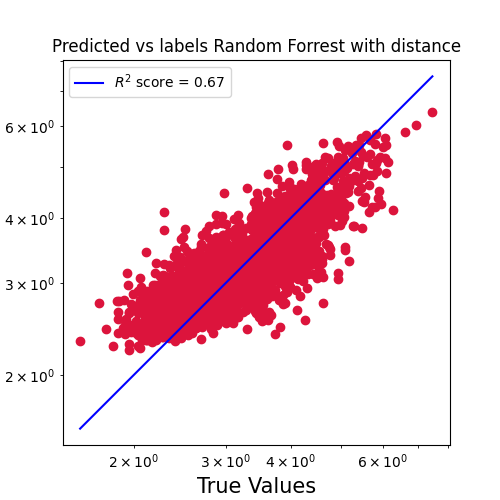 Predicted vs labels Random Forrest with distance
R² score = 0.67
6 × 10⁰
4 × 10⁰
3 × 10⁰
2 × 10⁰
2 × 10⁰ 3 × 10⁰ 4 × 10⁰ 6 × 10⁰
True Values